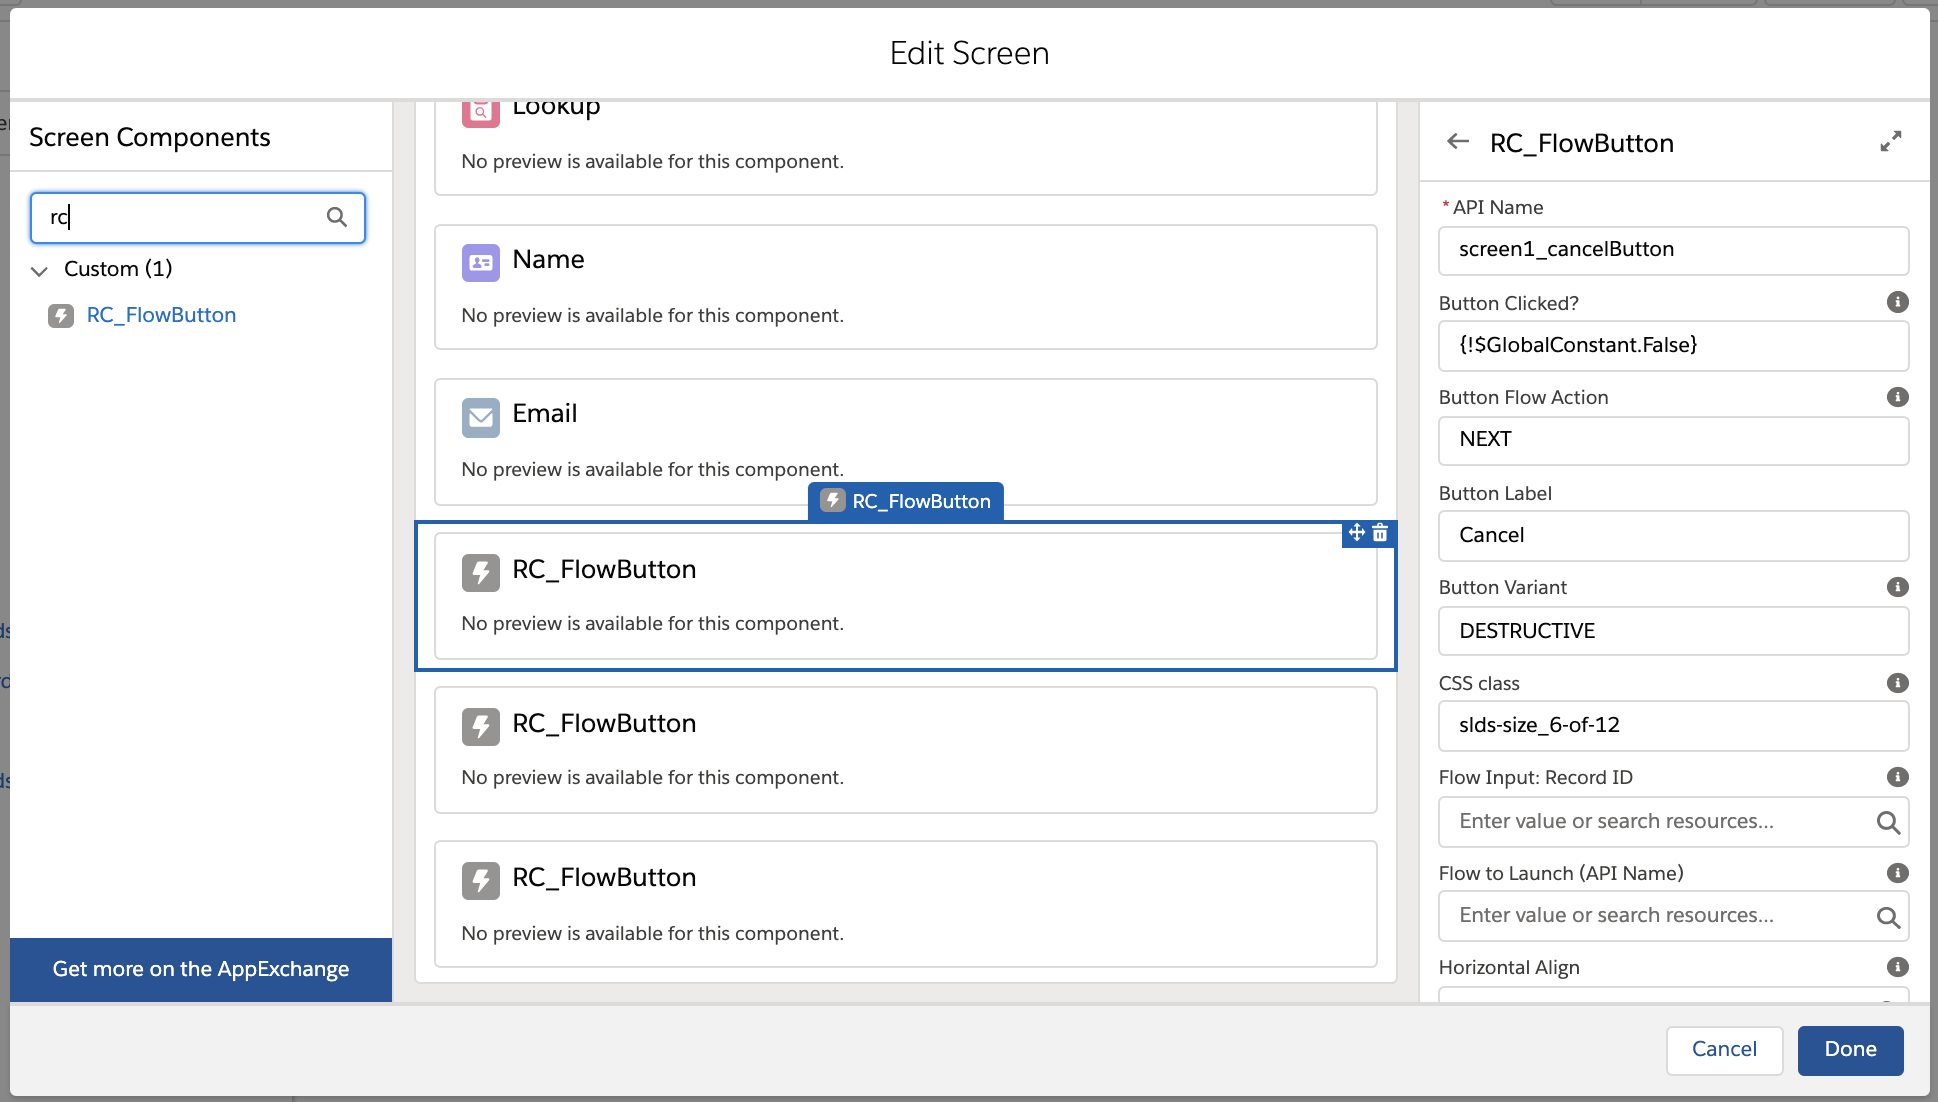 Edit Screen
Screen Components
rc
Custom (1)
RC_FlowButton
Get more on the AppExchange
Lookup
No preview is available for this component.
Name
No preview is available for this component.
Email
No preview is available for this component.
RC_FlowButton
RC_FlowButton
No preview is available for this component.
RC_FlowButton
No preview is available for this component.
RC_FlowButton
No preview is available for this component.
RC_FlowButton
* API Name
screen1_cancelButton
Button Clicked?
{!$GlobalConstant.False}
Button Flow Action
NEXT
Button Label
Cancel
Button Variant
DESTRUCTIVE
CSS class
slds-size_6-of-12
Flow Input: Record ID
Enter value or search resources...
Flow to Launch (API Name)
Enter value or search resources...
Horizontal Align
Cancel
Done